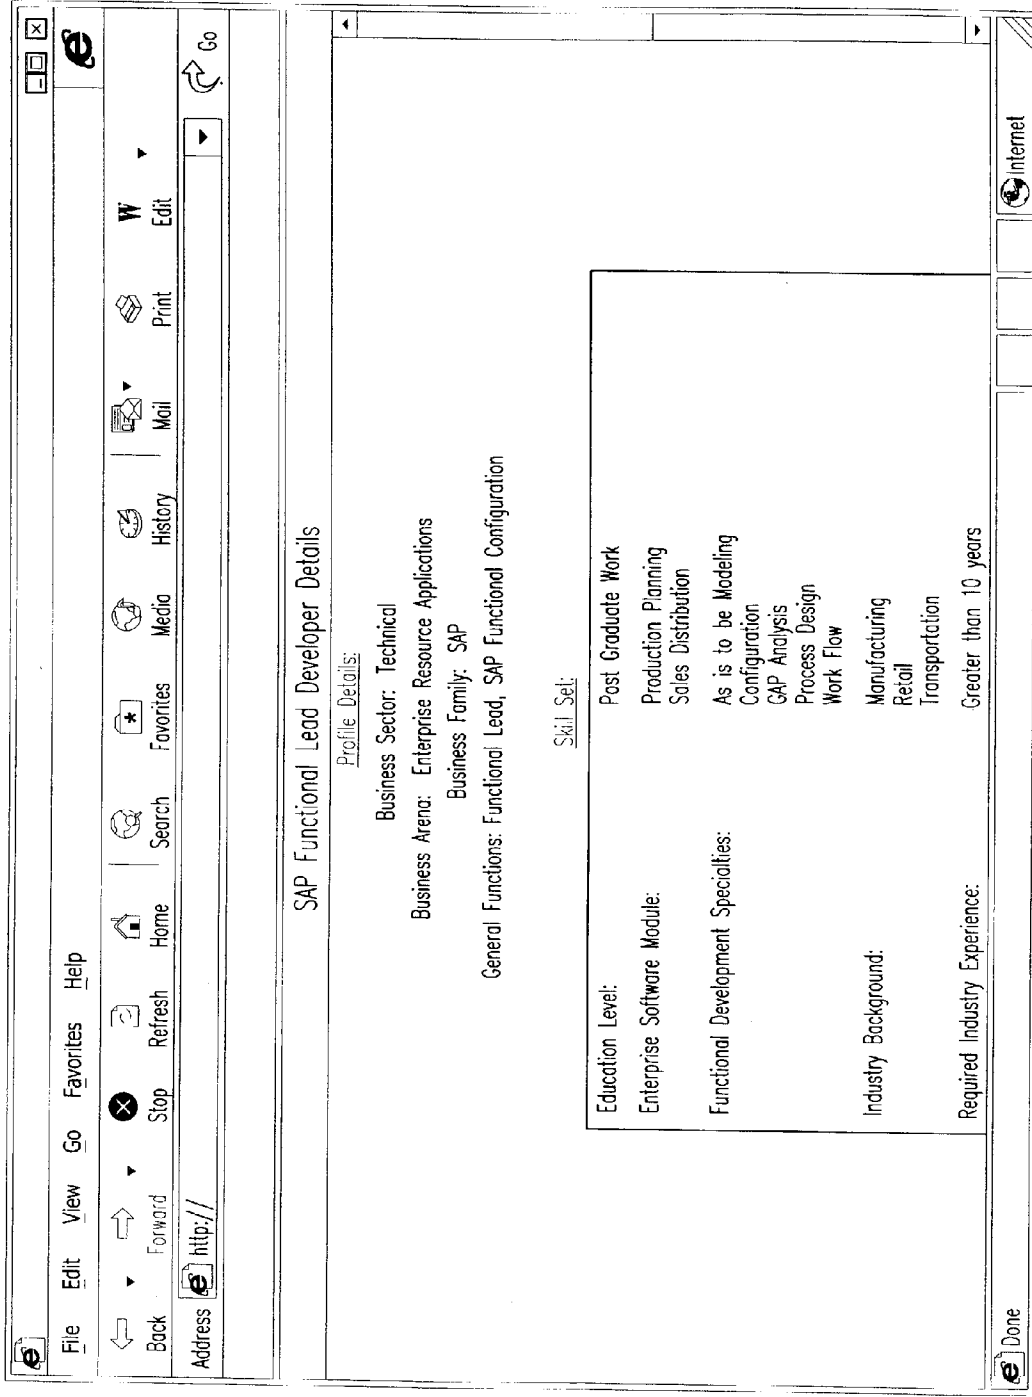 File Edit View Go Favorites Help
Back Forward Stop Refresh Home Search Favorites Media History Mail Print Edit
Address http:// Go
SAP Functional Lead Developer Details
Profile Details:
Business Sector: Technical
Business Arena: Enterprise Resource Applications
Business Family: SAP
General Functions: Functional Lead, SAP Functional Configuration
Skill Set:
Education Level: Post Graduate Work
Enterprise Software Module: Production Planning
Sales Distribution
Functional Development Specialties: As is to be Modeling
Configuration
GAP Analysis
Process Design
Work Flow
Industry Background: Manufacturing
Retail
Transportation
Required Industry Experience: Greater than 10 years
Done Internet